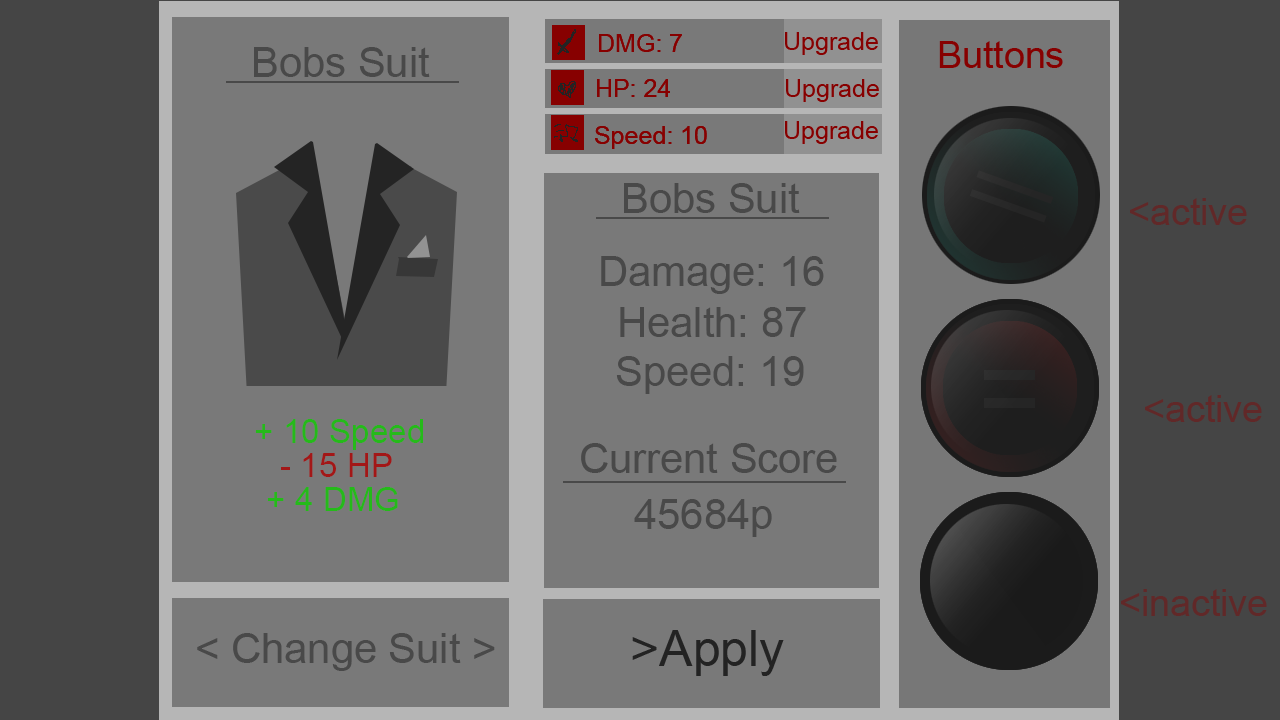 Bobs Suit
+ 10 Speed
- 15 HP
+ 4 DMG
< Change Suit >
DMG: 7 Upgrade
HP: 24 Upgrade
Speed: 10 Upgrade
Bobs Suit
Damage: 16
Health: 87
Speed: 19
Current Score
45684p
>Apply
Buttons
<active
<active
<inactive